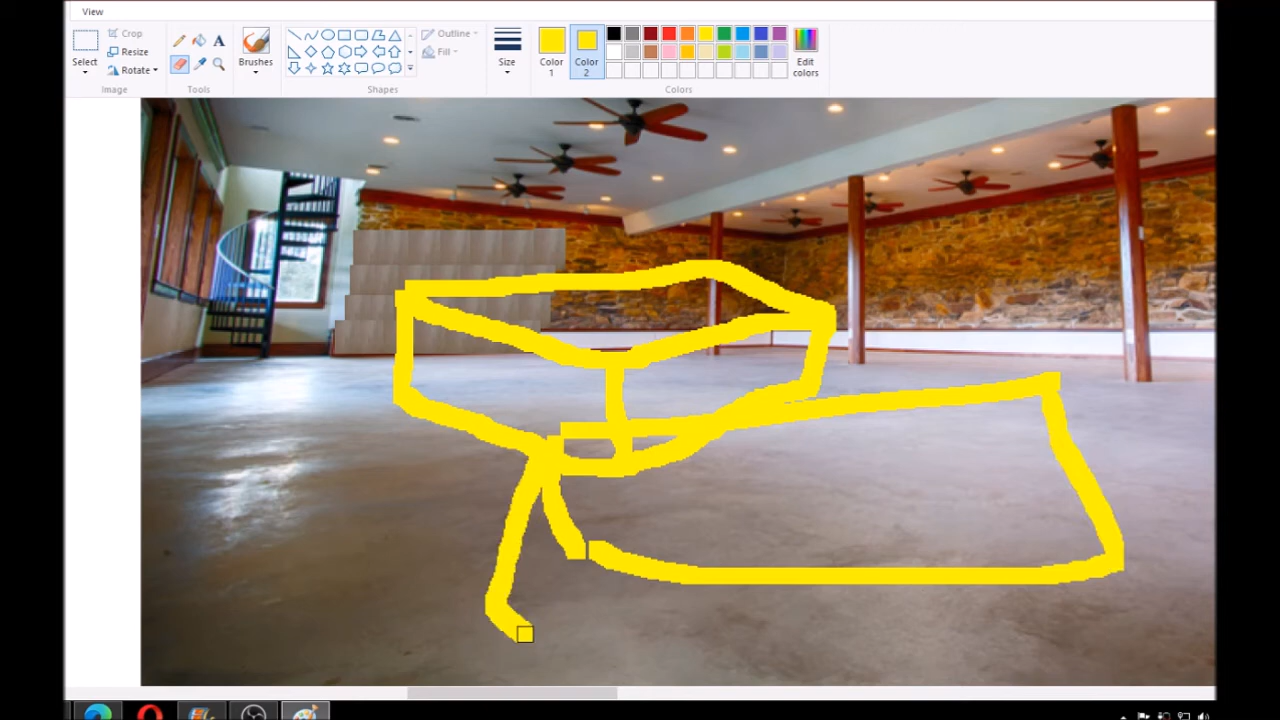 View
Crop
Resize
Rotate
Select
Image
Tools
Brushes
Outline
Fill
Shapes
Size
Color 1
Color 2
Edit colors
Colors